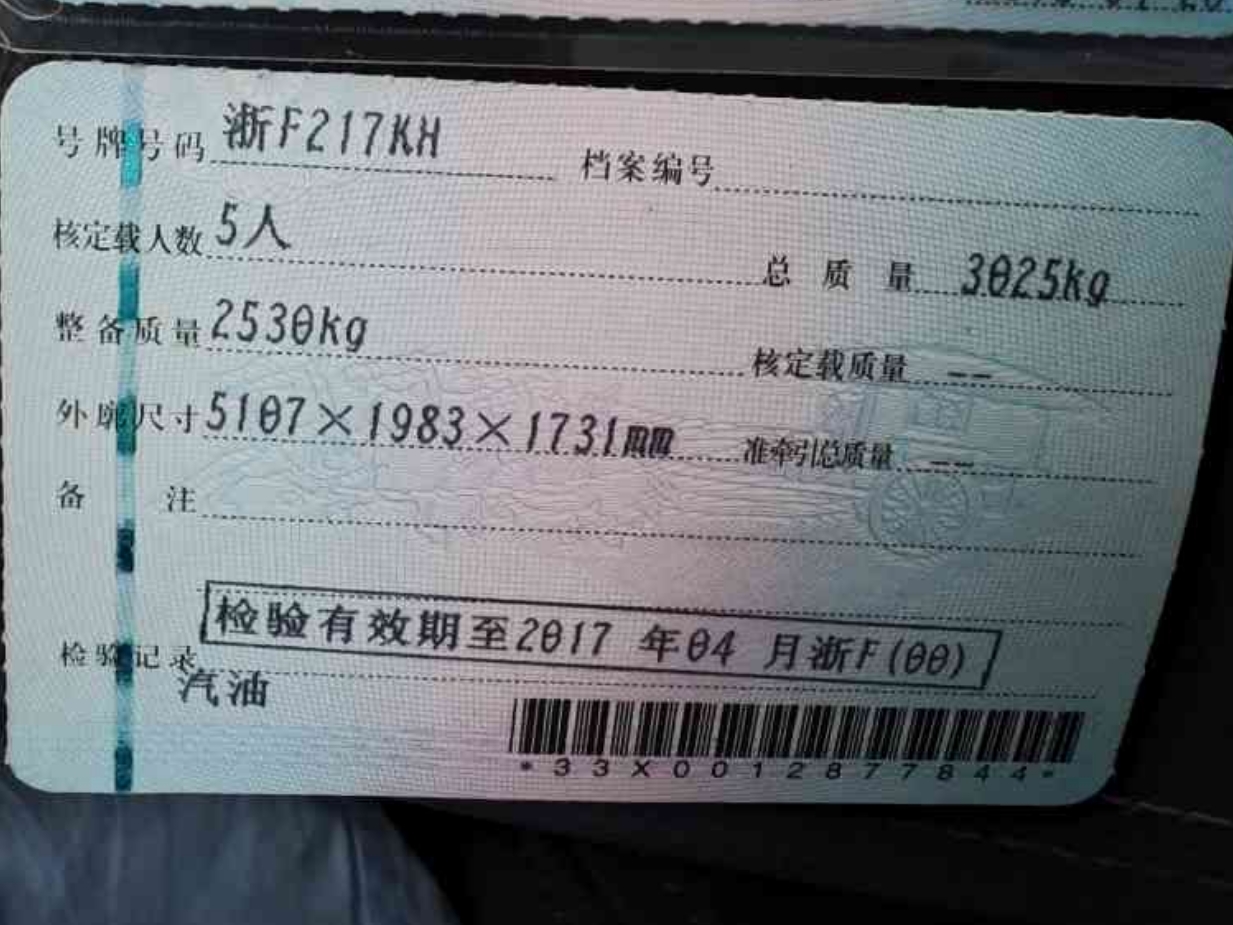 号牌号码 浙F217KH 档案编号
核定载人数 5人 总质量 3025kg
整备质量 2530kg 核定载质量 --
外廓尺寸 5107×1983×1731mm 准牵引总质量 --
备注
检验有效期至2017年04月浙F(00)
检验记录
汽油
*33X0012877844*